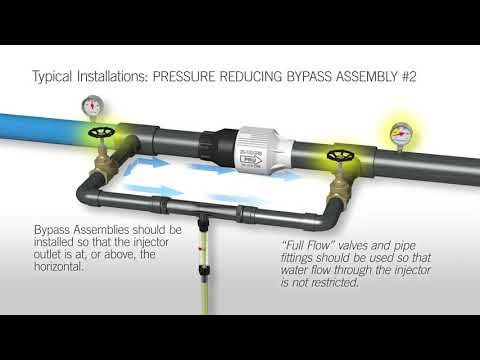 Typical Installations: PRESSURE REDUCING BYPASS ASSEMBLY #2
PRV
Bypass Assemblies should be
installed so that the injector
outlet is at, or above, the
horizontal.
“Full Flow” valves and pipe
fittings should be used so that
water flow through the injector
is not restricted.